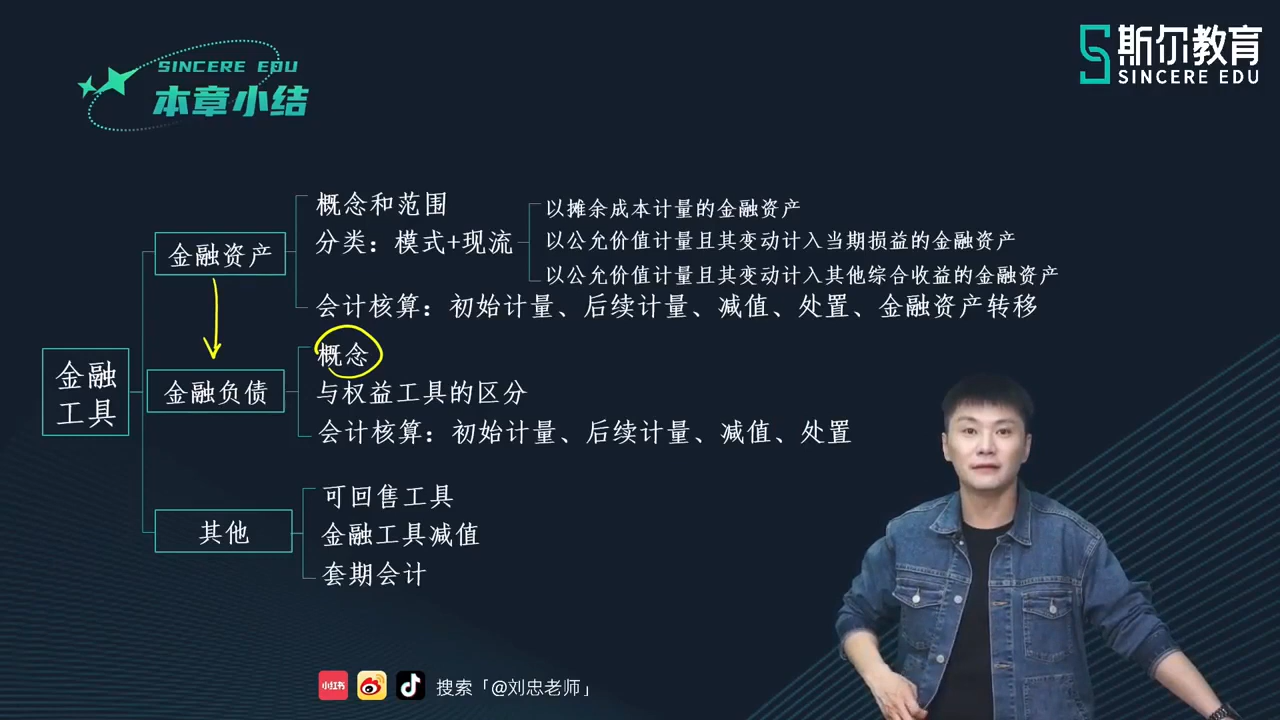 SINCERE EDU
本章小结
斯尔教育
SINCERE EDU
金融工具
金融资产
概念和范围
分类：模式+现流
以摊余成本计量的金融资产
以公允价值计量且其变动计入当期损益的金融资产
以公允价值计量且其变动计入其他综合收益的金融资产
会计核算：初始计量、后续计量、减值、处置、金融资产转移
金融负债
概念
与权益工具的区分
会计核算：初始计量、后续计量、减值、处置
其他
可回售工具
金融工具减值
套期会计
小红书
搜索「@刘忠老师」